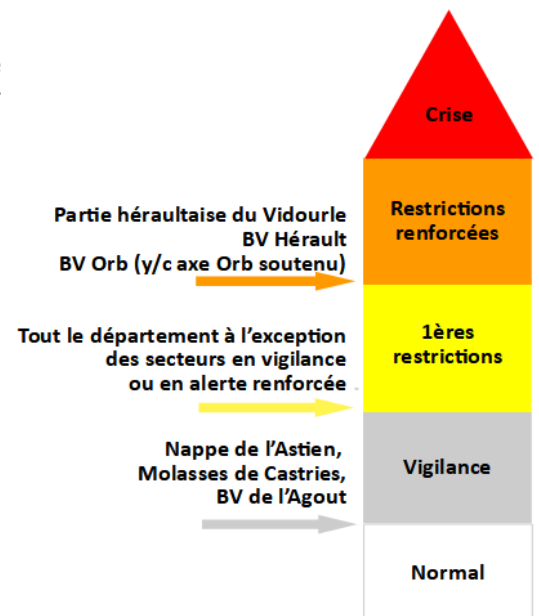 Crise
Partie héraultaise du Vidourle
BV Hérault
BV Orb (y/c axe Orb soutenu)
Restrictions
renforcées
Tout le département à l’exception
des secteurs en vigilance
ou en alerte renforcée
1ères
restrictions
Nappe de l’Astien,
Molasses de Castries,
BV de l’Agout
Vigilance
Normal